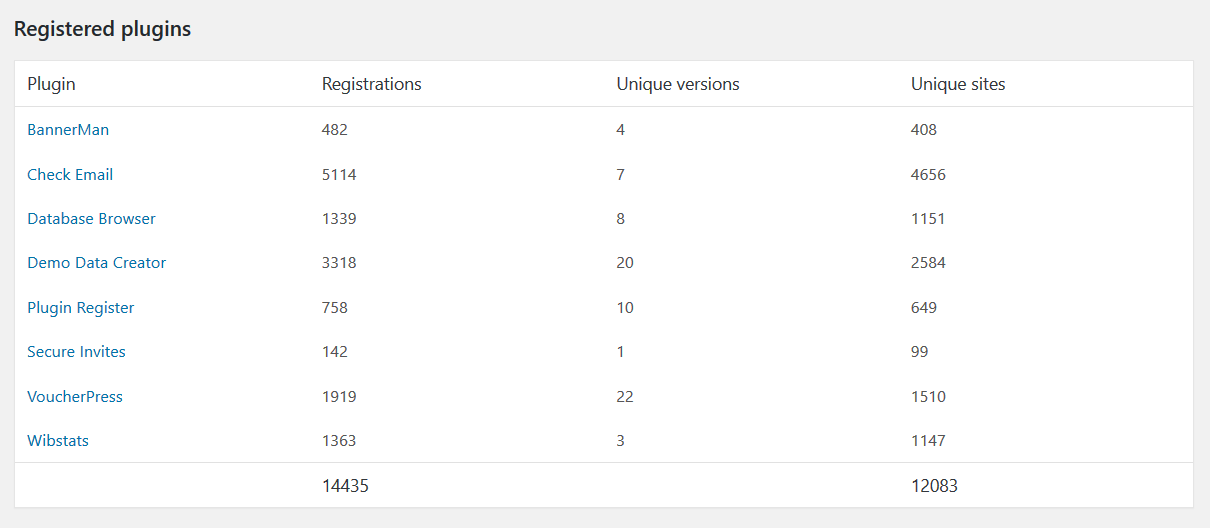 Registered plugins
Plugin Registrations Unique versions Unique sites
BannerMan 482 4 408
Check Email 5114 7 4656
Database Browser 1339 8 1151
Demo Data Creator 3318 20 2584
Plugin Register 758 10 649
Secure Invites 142 1 99
VoucherPress 1919 22 1510
Wibstats 1363 3 1147
14435 12083